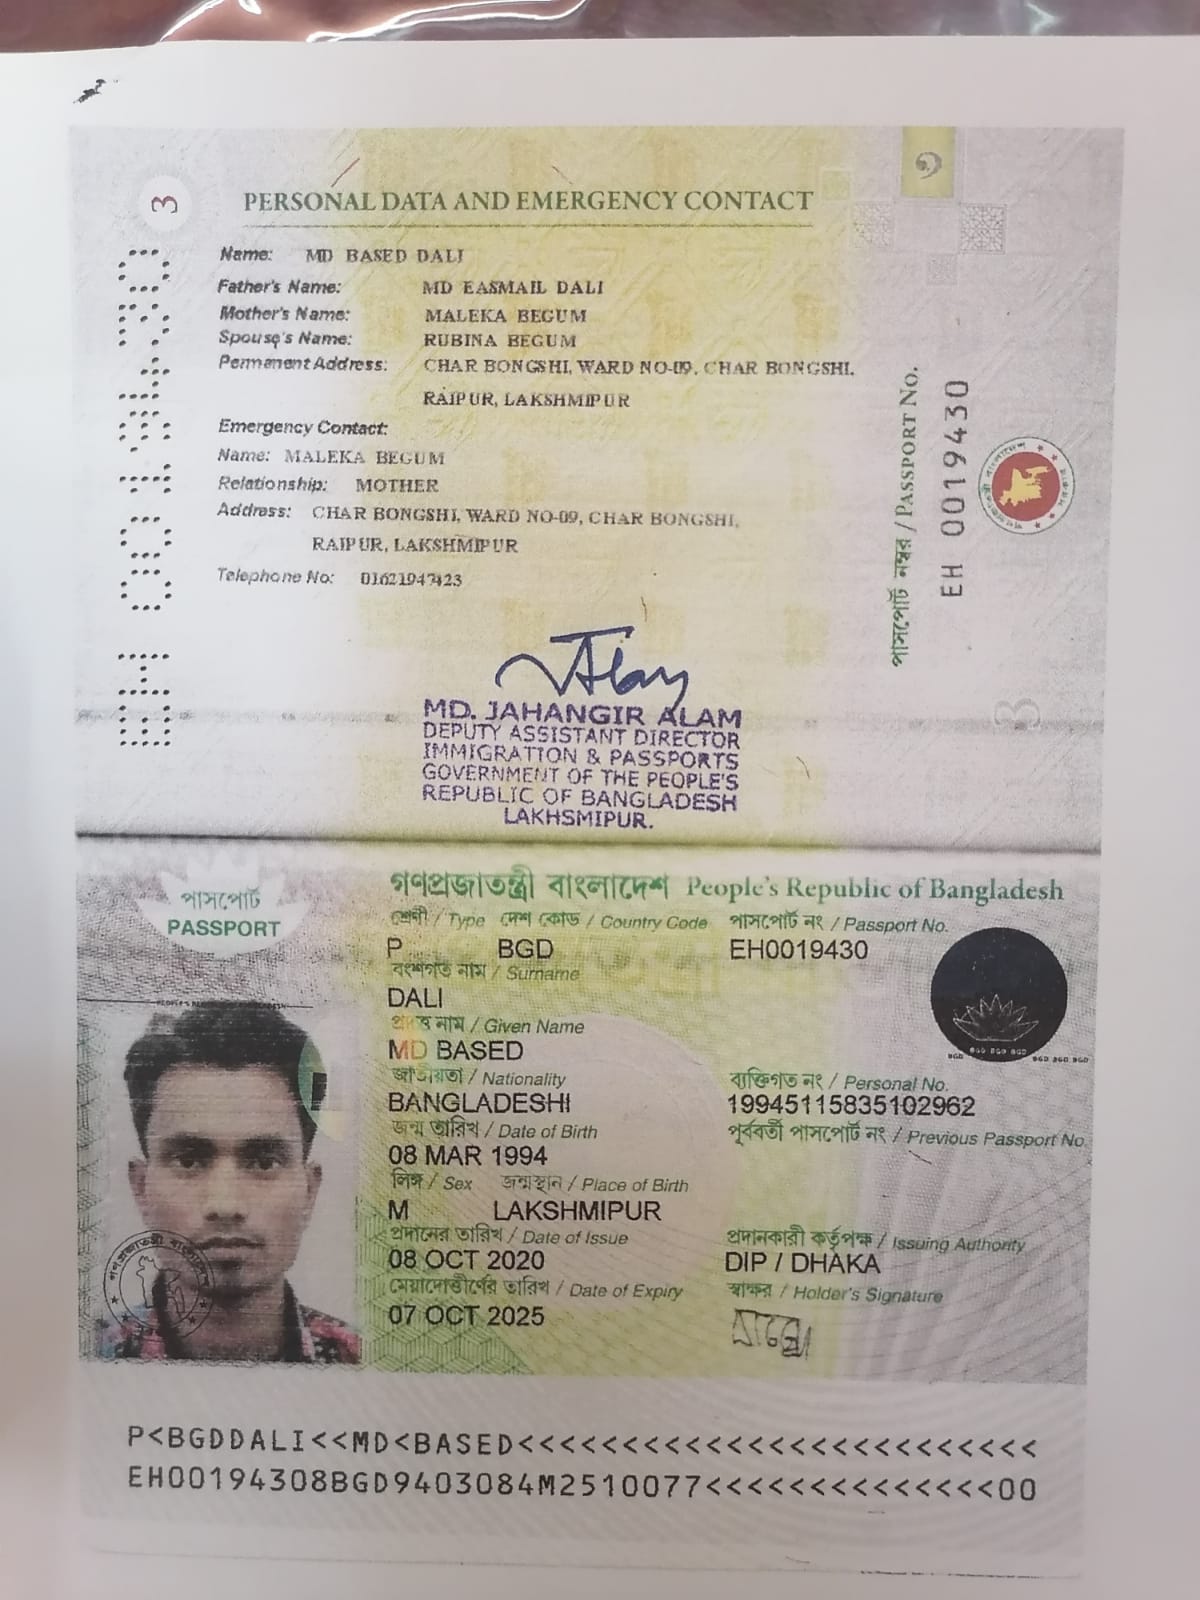 3
PERSONAL DATA AND EMERGENCY CONTACT
Name: MD BASED DALI
Father's Name: MD EASMAIL DALI
Mother's Name: MALEKA BEGUM
Spouse's Name: RUBINA BEGUM
Permanent Address: CHAR BONGSHI, WARD NO-09, CHAR BONGSHI,
RAIPUR, LAKSHMIPUR
Emergency Contact:
Name: MALEKA BEGUM
Relationship: MOTHER
Address: CHAR BONGSHI, WARD NO-09, CHAR BONGSHI,
RAIPUR, LAKSHMIPUR
Telephone No: 01621947423
EH 0019430
পাসপোর্ট নম্বর / PASSPORT NO.
EH 0019430
3
MD. JAHANGIR ALAM
DEPUTY ASSISTANT DIRECTOR
IMMIGRATION & PASSPORTS
GOVERNMENT OF THE PEOPLE'S
REPUBLIC OF BANGLADESH
LAKHSMIPUR.
পাসপোর্ট
PASSPORT
গণপ্রজাতন্ত্রী বাংলাদেশ People's Republic of Bangladesh
শ্রেণী / Type দেশ কোড / Country Code পাসপোর্ট নং / Passport No.
P BGD EH0019430
বংশগত নাম / Surname
DALI
প্রদত্ত নাম / Given Name
MD BASED
জাতীয়তা / Nationality ব্যক্তিগত নং / Personal No.
BANGLADESHI 19945115835102962
জন্ম তারিখ / Date of Birth পূর্ববর্তী পাসপোর্ট নং / Previous Passport No.
08 MAR 1994
লিঙ্গ / Sex জন্মস্থান / Place of Birth
M LAKSHMIPUR
প্রদানের তারিখ / Date of Issue প্রদানকারী কর্তৃপক্ষ / Issuing Authority
08 OCT 2020 DIP / DHAKA
মেয়াদোত্তীর্ণের তারিখ / Date of Expiry স্বাক্ষর / Holder's Signature
07 OCT 2025
P<BGDDALI<<MD<BASED<<<<<<<<<<<<<<<<<<<<<<<<<
EH00194308BGD9403084M2510077<<<<<<<<<<<<<<00